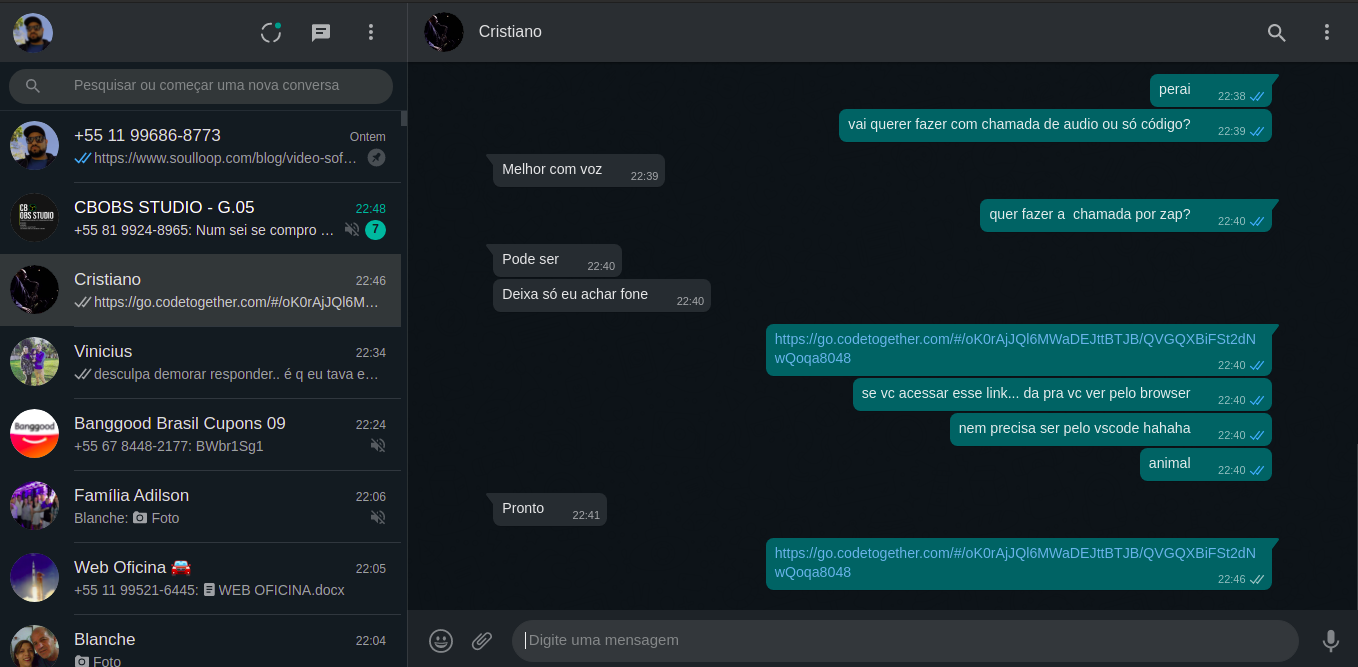 Pesquisar ou começar uma nova conversa
+55 11 99686-8773
Ontem
https://www.soulloop.com/blog/video-sof…
CB
OBS STUDIO
CBOBS STUDIO - G.05
22:48
+55 81 9924-8965: Num sei se compro …
7
Cristiano
22:46
https://go.codetogether.com/#/oK0rAjJQl6M…
Vinicius
22:34
desculpa demorar responder.. é q eu tava e…
Banggood
Banggood Brasil Cupons 09
22:24
+55 67 8448-2177: BWbr1Sg1
Família Adilson
22:06
Blanche: 📷 Foto
Web Oficina 🚘
22:05
+55 11 99521-6445: 📄 WEB OFICINA.docx
Blanche
22:04
📷 Foto
Cristiano
perai
22:38
vai querer fazer com chamada de audio ou só código?
22:39
Melhor com voz
22:39
quer fazer a  chamada por zap?
22:40
Pode ser
22:40
Deixa só eu achar fone
22:40
https://go.codetogether.com/#/oK0rAjJQl6MWaDEJttBTJB/QVGQXBiFSt2dN
wQoqa8048
22:40
se vc acessar esse link... da pra vc ver pelo browser
22:40
nem precisa ser pelo vscode hahaha
22:40
animal
22:40
Pronto
22:41
https://go.codetogether.com/#/oK0rAjJQl6MWaDEJttBTJB/QVGQXBiFSt2dN
wQoqa8048
22:46
Digite uma mensagem